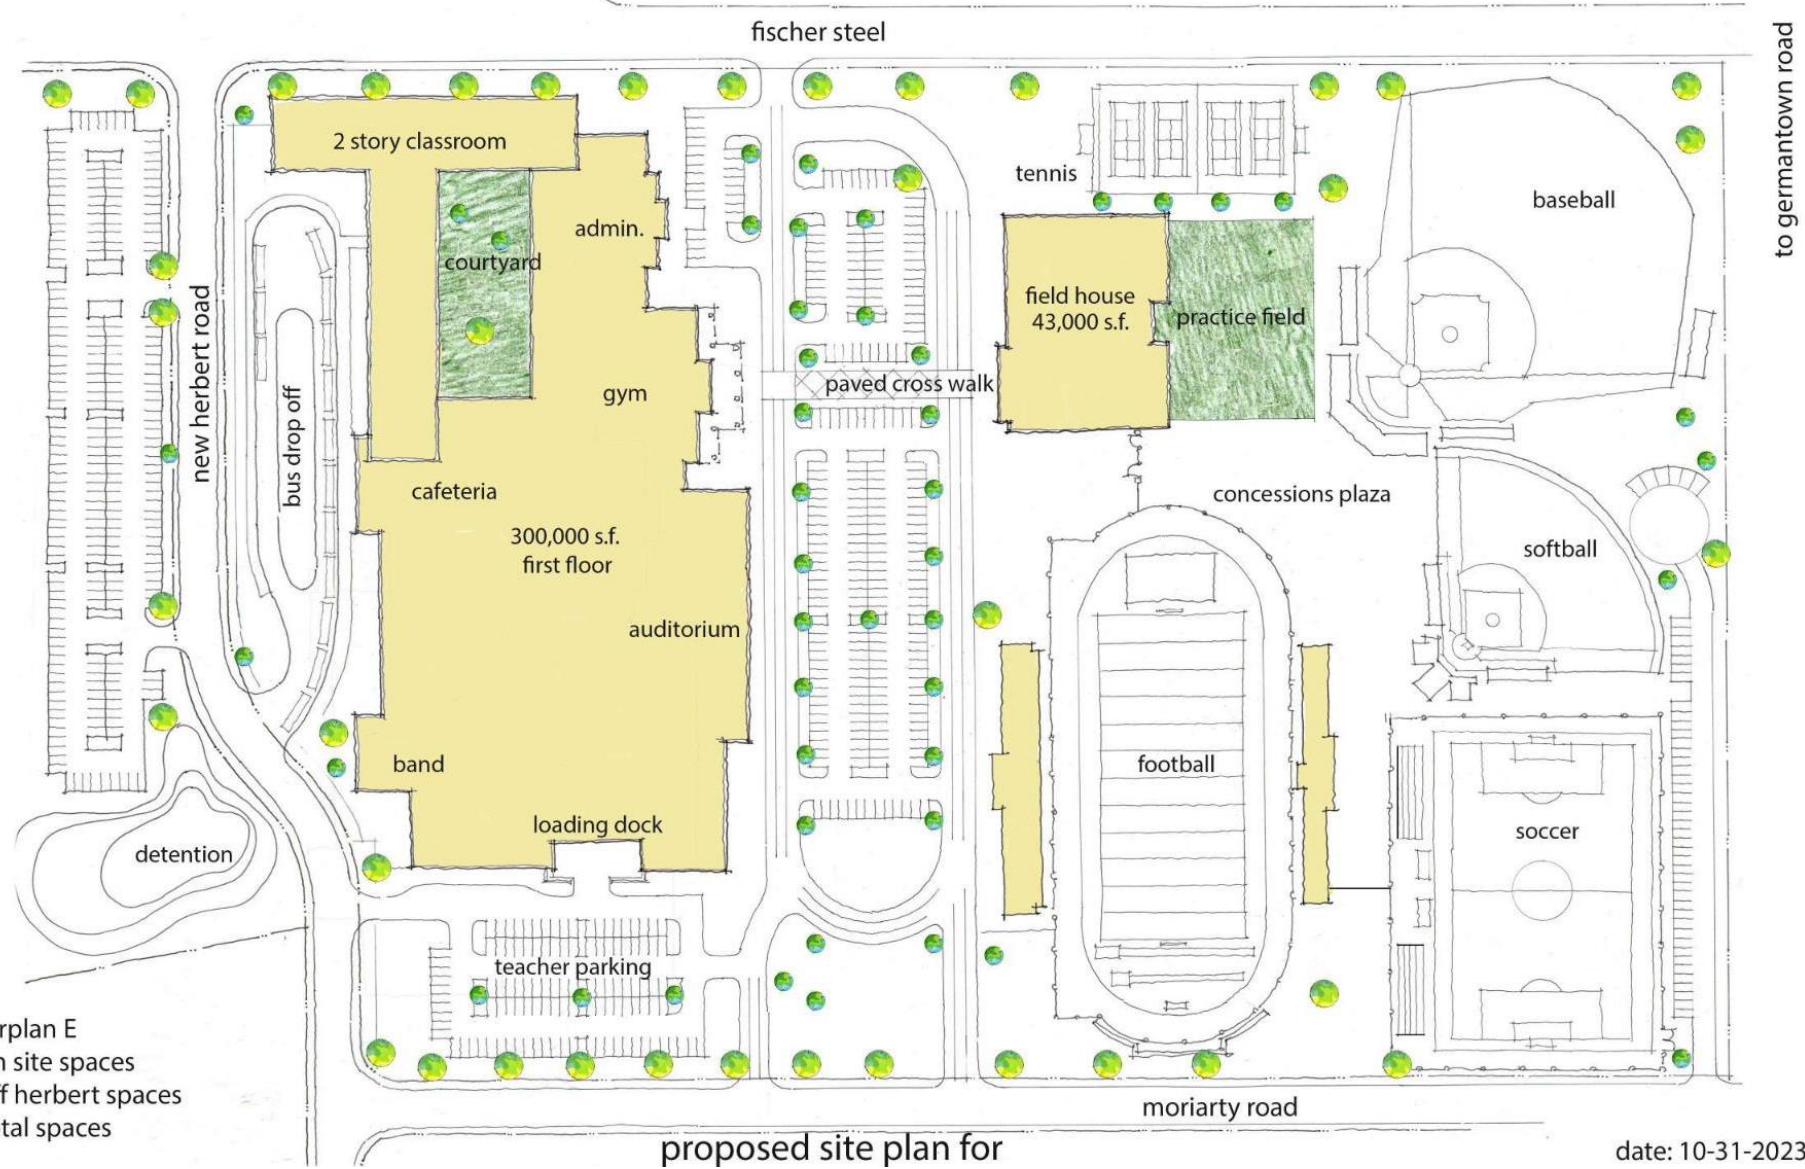 fischer steel
to germantown road
2 story classroom
tennis
baseball
admin.
courtyard
field house
43,000 s.f.
practice field
new herbert road
bus drop off
paved cross walk
gym
cafeteria
concessions plaza
300,000 s.f.
first floor
softball
auditorium
band
football
loading dock
soccer
detention
teacher parking
rplan E
site spaces
herbert spaces
spaces
moriarty road
proposed site plan for
date: 10-31-2023